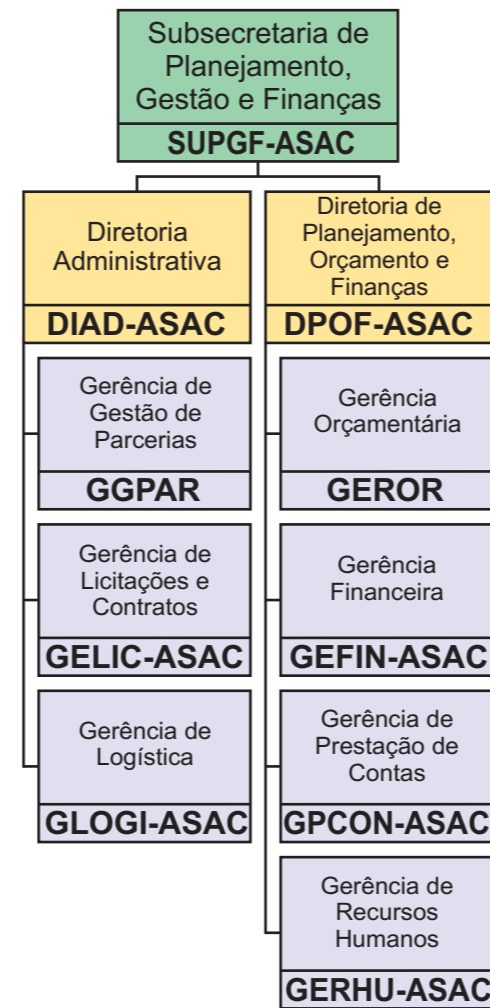 Subsecretaria de
Planejamento,
Gestão e Finanças
SUPGF-ASAC
Diretoria
Administrativa
DIAD-ASAC
Gerência de
Gestão de
Parcerias
GGPAR
Gerência de
Licitações e
Contratos
GELIC-ASAC
Gerência de
Logística
GLOGI-ASAC
Diretoria de
Planejamento,
Orçamento e
Finanças
DPOF-ASAC
Gerência
Orçamentária
GEROR
Gerência
Financeira
GEFIN-ASAC
Gerência de
Prestação de
Contas
GPCON-ASAC
Gerência de
Recursos
Humanos
GERHU-ASAC